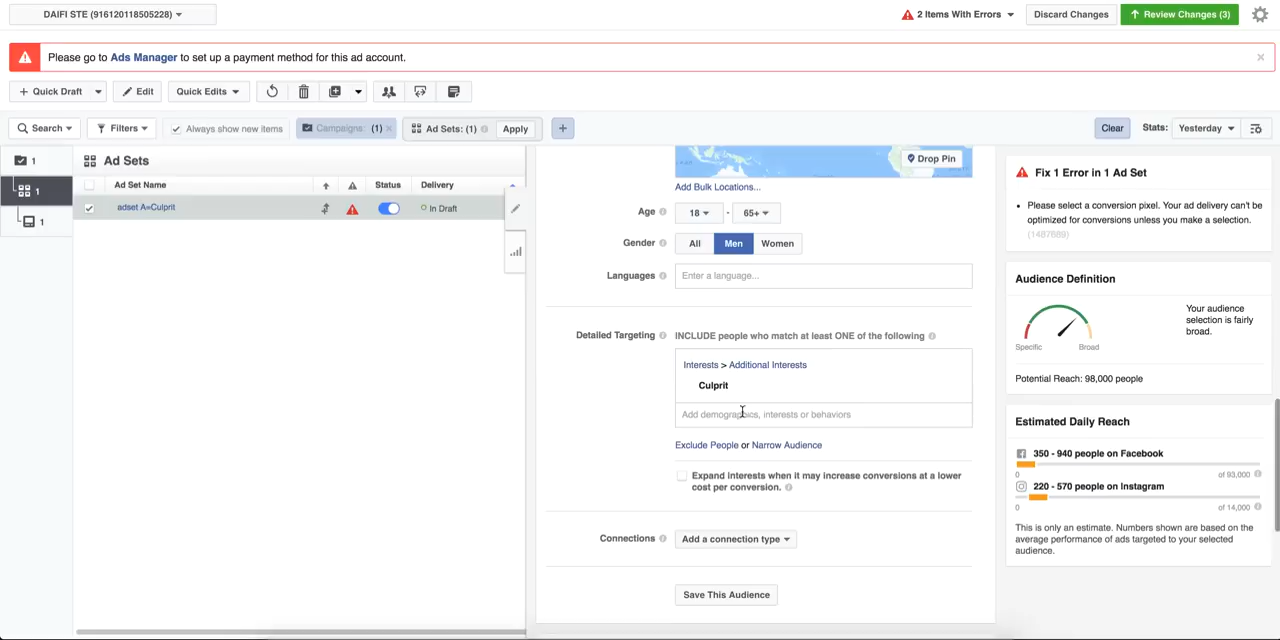 DAIFI STE (916120118505228)
2 Items With Errors
Discard Changes
Review Changes (3)
Please go to Ads Manager to set up a payment method for this ad account.
+ Quick Draft
Edit
Quick Edits
Search
Filters
Always show new items
Campaigns: (1) ×
Ad Sets: (1)
Apply
+
Clear
Stats:
Yesterday
1
1
1
Ad Sets
Ad Set Name
Status
Delivery
adset A=Culprit
In Draft
Drop Pin
Add Bulk Locations...
Age
18
-
65+
Gender
All
Men
Women
Languages
Enter a language...
Detailed Targeting
INCLUDE people who match at least ONE of the following
Interests > Additional Interests
Culprit
Add demographics, interests or behaviors
Exclude People or Narrow Audience
Expand interests when it may increase conversions at a lower
cost per conversion.
Connections
Add a connection type
Save This Audience
Fix 1 Error in 1 Ad Set
Please select a conversion pixel. Your ad delivery can't be
optimized for conversions unless you make a selection.
(1487889)
Audience Definition
Specific
Broad
Your audience
selection is fairly
broad.
Potential Reach: 98,000 people
Estimated Daily Reach
350 - 940 people on Facebook
0
of 93,000
220 - 570 people on Instagram
0
of 14,000
This is only an estimate. Numbers shown are based on the
average performance of ads targeted to your selected
audience.